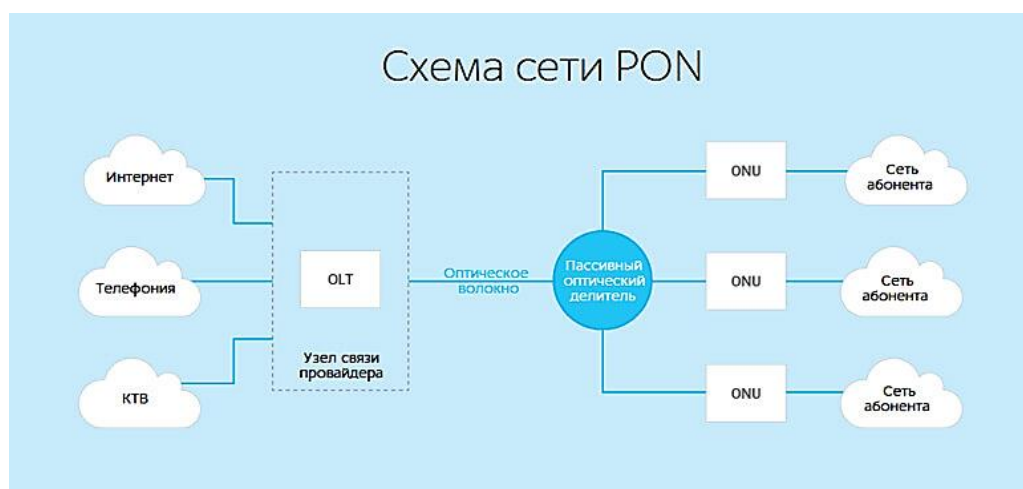 Схема сети PON
Интернет
Телефония
КТВ
OLT
Узел связи
провайдера
Оптическое
волокно
Пассивный
оптический
делитель
ONU
Сеть
абонента
ONU
Сеть
абонента
ONU
Сеть
абонента